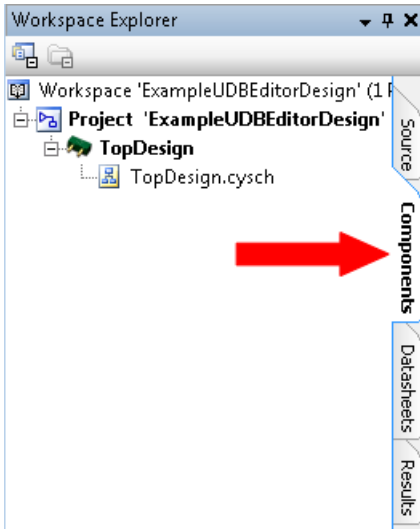 Workspace Explorer
Workspace 'ExampleUDBEditorDesign' (1
Project 'ExampleUDBEditorDesign'
TopDesign
TopDesign.cysch
Source
Components
Datasheets
Results